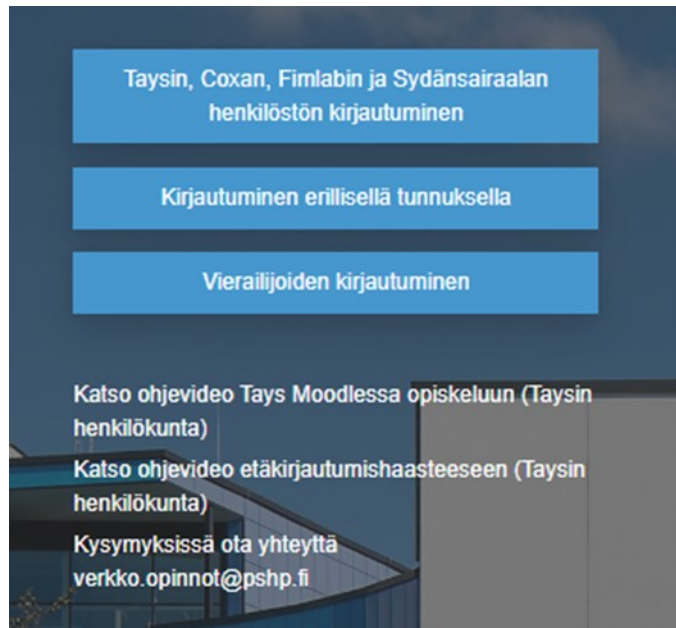 Taysin, Coxan, Fimlabin ja Sydänsairaalan
henkilöstön kirjautuminen
Kirjautuminen erillisellä tunnuksella
Vierailijoiden kirjautuminen
Katso ohjevideo Tays Moodlessa opiskeluun (Taysin
henkilökunta)
Katso ohjevideo etäkirjautumishaasteeseen (Taysin
henkilökunta)
Kysymyksissä ota yhteyttä
verkko.opinnot@pshp.fi